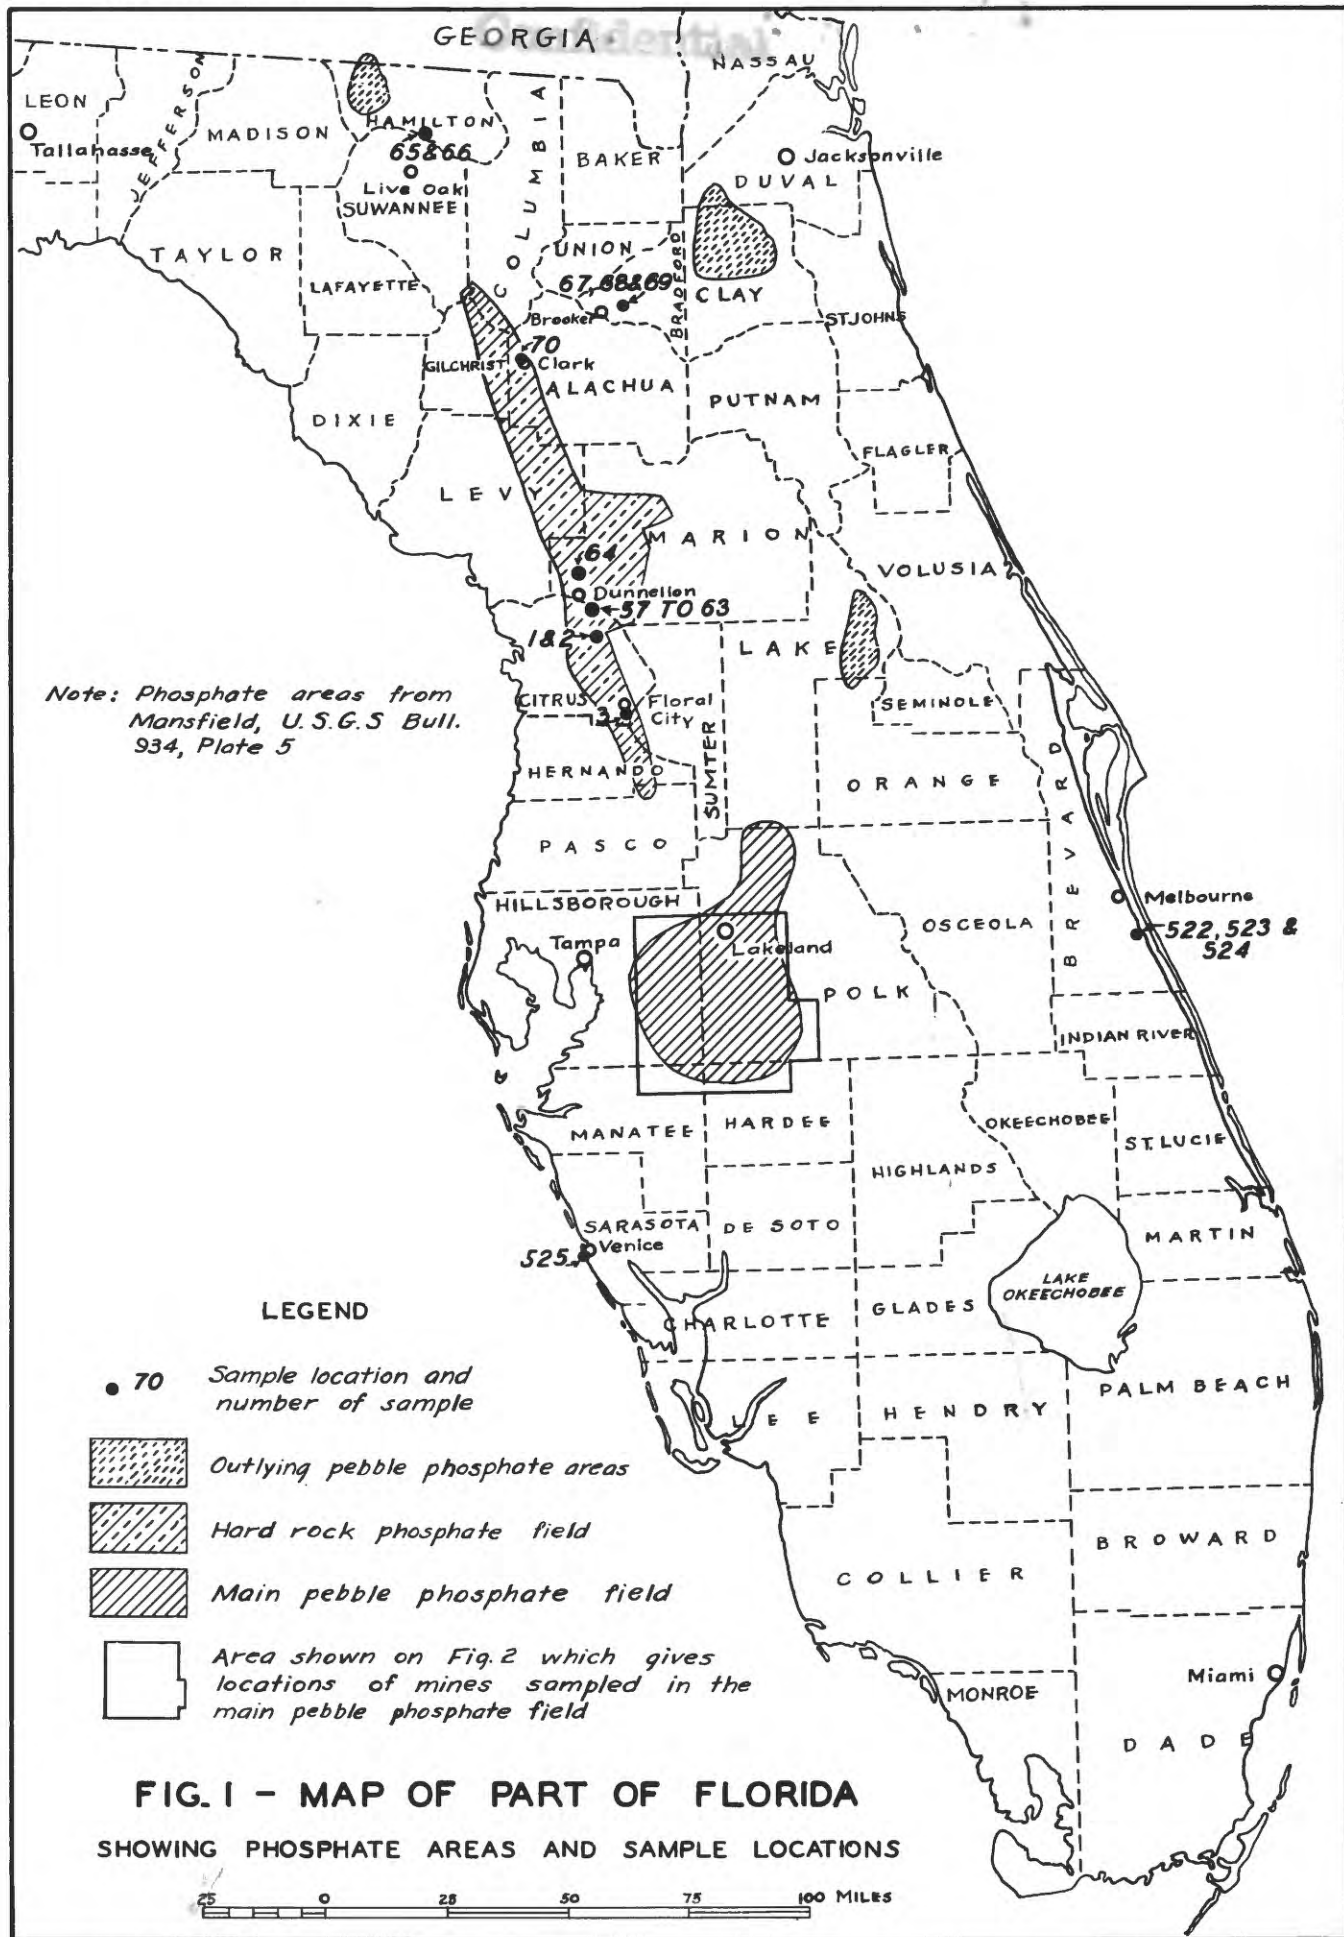 Confidential
GEORGIA
NASSAU
LEON
Tallahasse
JEFFERSON
MADISON
HAMILTON
65&66
Live Oak
SUWANNEE
COLUMBIA
BAKER
Jacksonville
DUVAL
TAYLOR
LAFAYETTE
UNION
67,68&69
BRADFORD
CLAY
Brooker
ST.JOHNS
70
GILCHRIST
Clark
ALACHUA
PUTNAM
DIXIE
FLAGLER
LEVY
MARION
64
VOLUSIA
Dunnellon
57 TO 63
1&2
LAKE
Note: Phosphate areas from
Mansfield, U.S.G.S Bull.
934, Plate 5
CITRUS
Floral
City
3
SEMINOLE
HERNANDO
SUMTER
ORANGE
BREVARD
PASCO
HILLSBOROUGH
Melbourne
OSCEOLA
522, 523 &
524
Tampa
Lakeland
POLK
INDIAN RIVER
MANATEE
HARDEE
OKEECHOBEE
ST. LUCIE
HIGHLANDS
SARASOTA
DE SOTO
Venice
525
MARTIN
LAKE
OKEECHOBEE
CHARLOTTE
GLADES
PALM BEACH
LEE
HENDRY
BROWARD
COLLIER
Miami
MONROE
DADE
LEGEND
70 Sample location and
number of sample
Outlying pebble phosphate areas
Hard rock phosphate field
Main pebble phosphate field
Area shown on Fig. 2 which gives
locations of mines sampled in the
main pebble phosphate field
FIG. 1 - MAP OF PART OF FLORIDA
SHOWING PHOSPHATE AREAS AND SAMPLE LOCATIONS
25 0 25 50 75 100 MILES